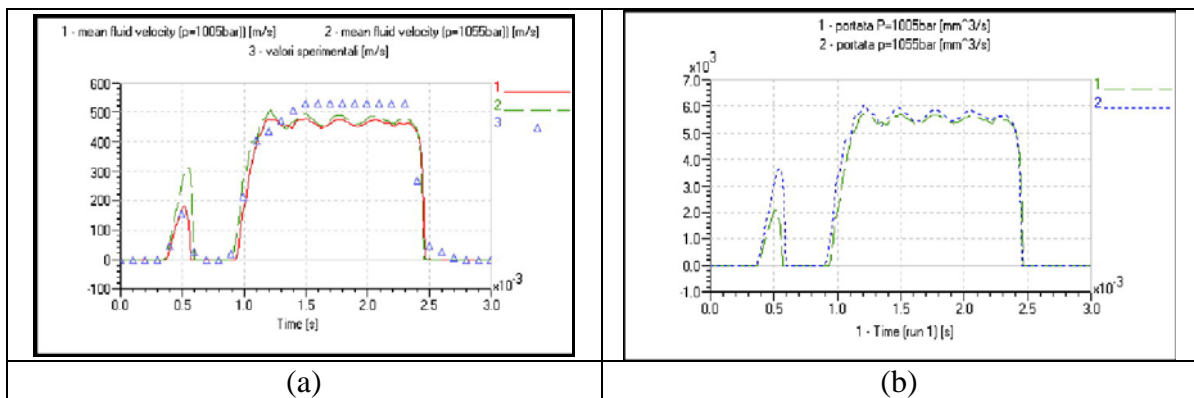 1 - mean fluid velocity (p=1005bar)) [m/s] 2 - mean fluid velocity (p=1055bar)) [m/s]
3 - valori sperimentali [m/s]
600
500
400
300
200
100
0
-100
0.0 0.5 1.0 1.5 2.0 2.5 3.0
x10^-3
Time [s]
1
2
3
(a)
1 - portata P=1005bar [mm^3/s]
2 - portata p=1055bar [mm^3/s]
x10^3
7.0
6.0
5.0
4.0
3.0
2.0
1.0
0.0
-1.0
0.0 0.5 1.0 1.5 2.0 2.5 3.0
x10^-3
1 - Time (run 1) [s]
1
2
(b)